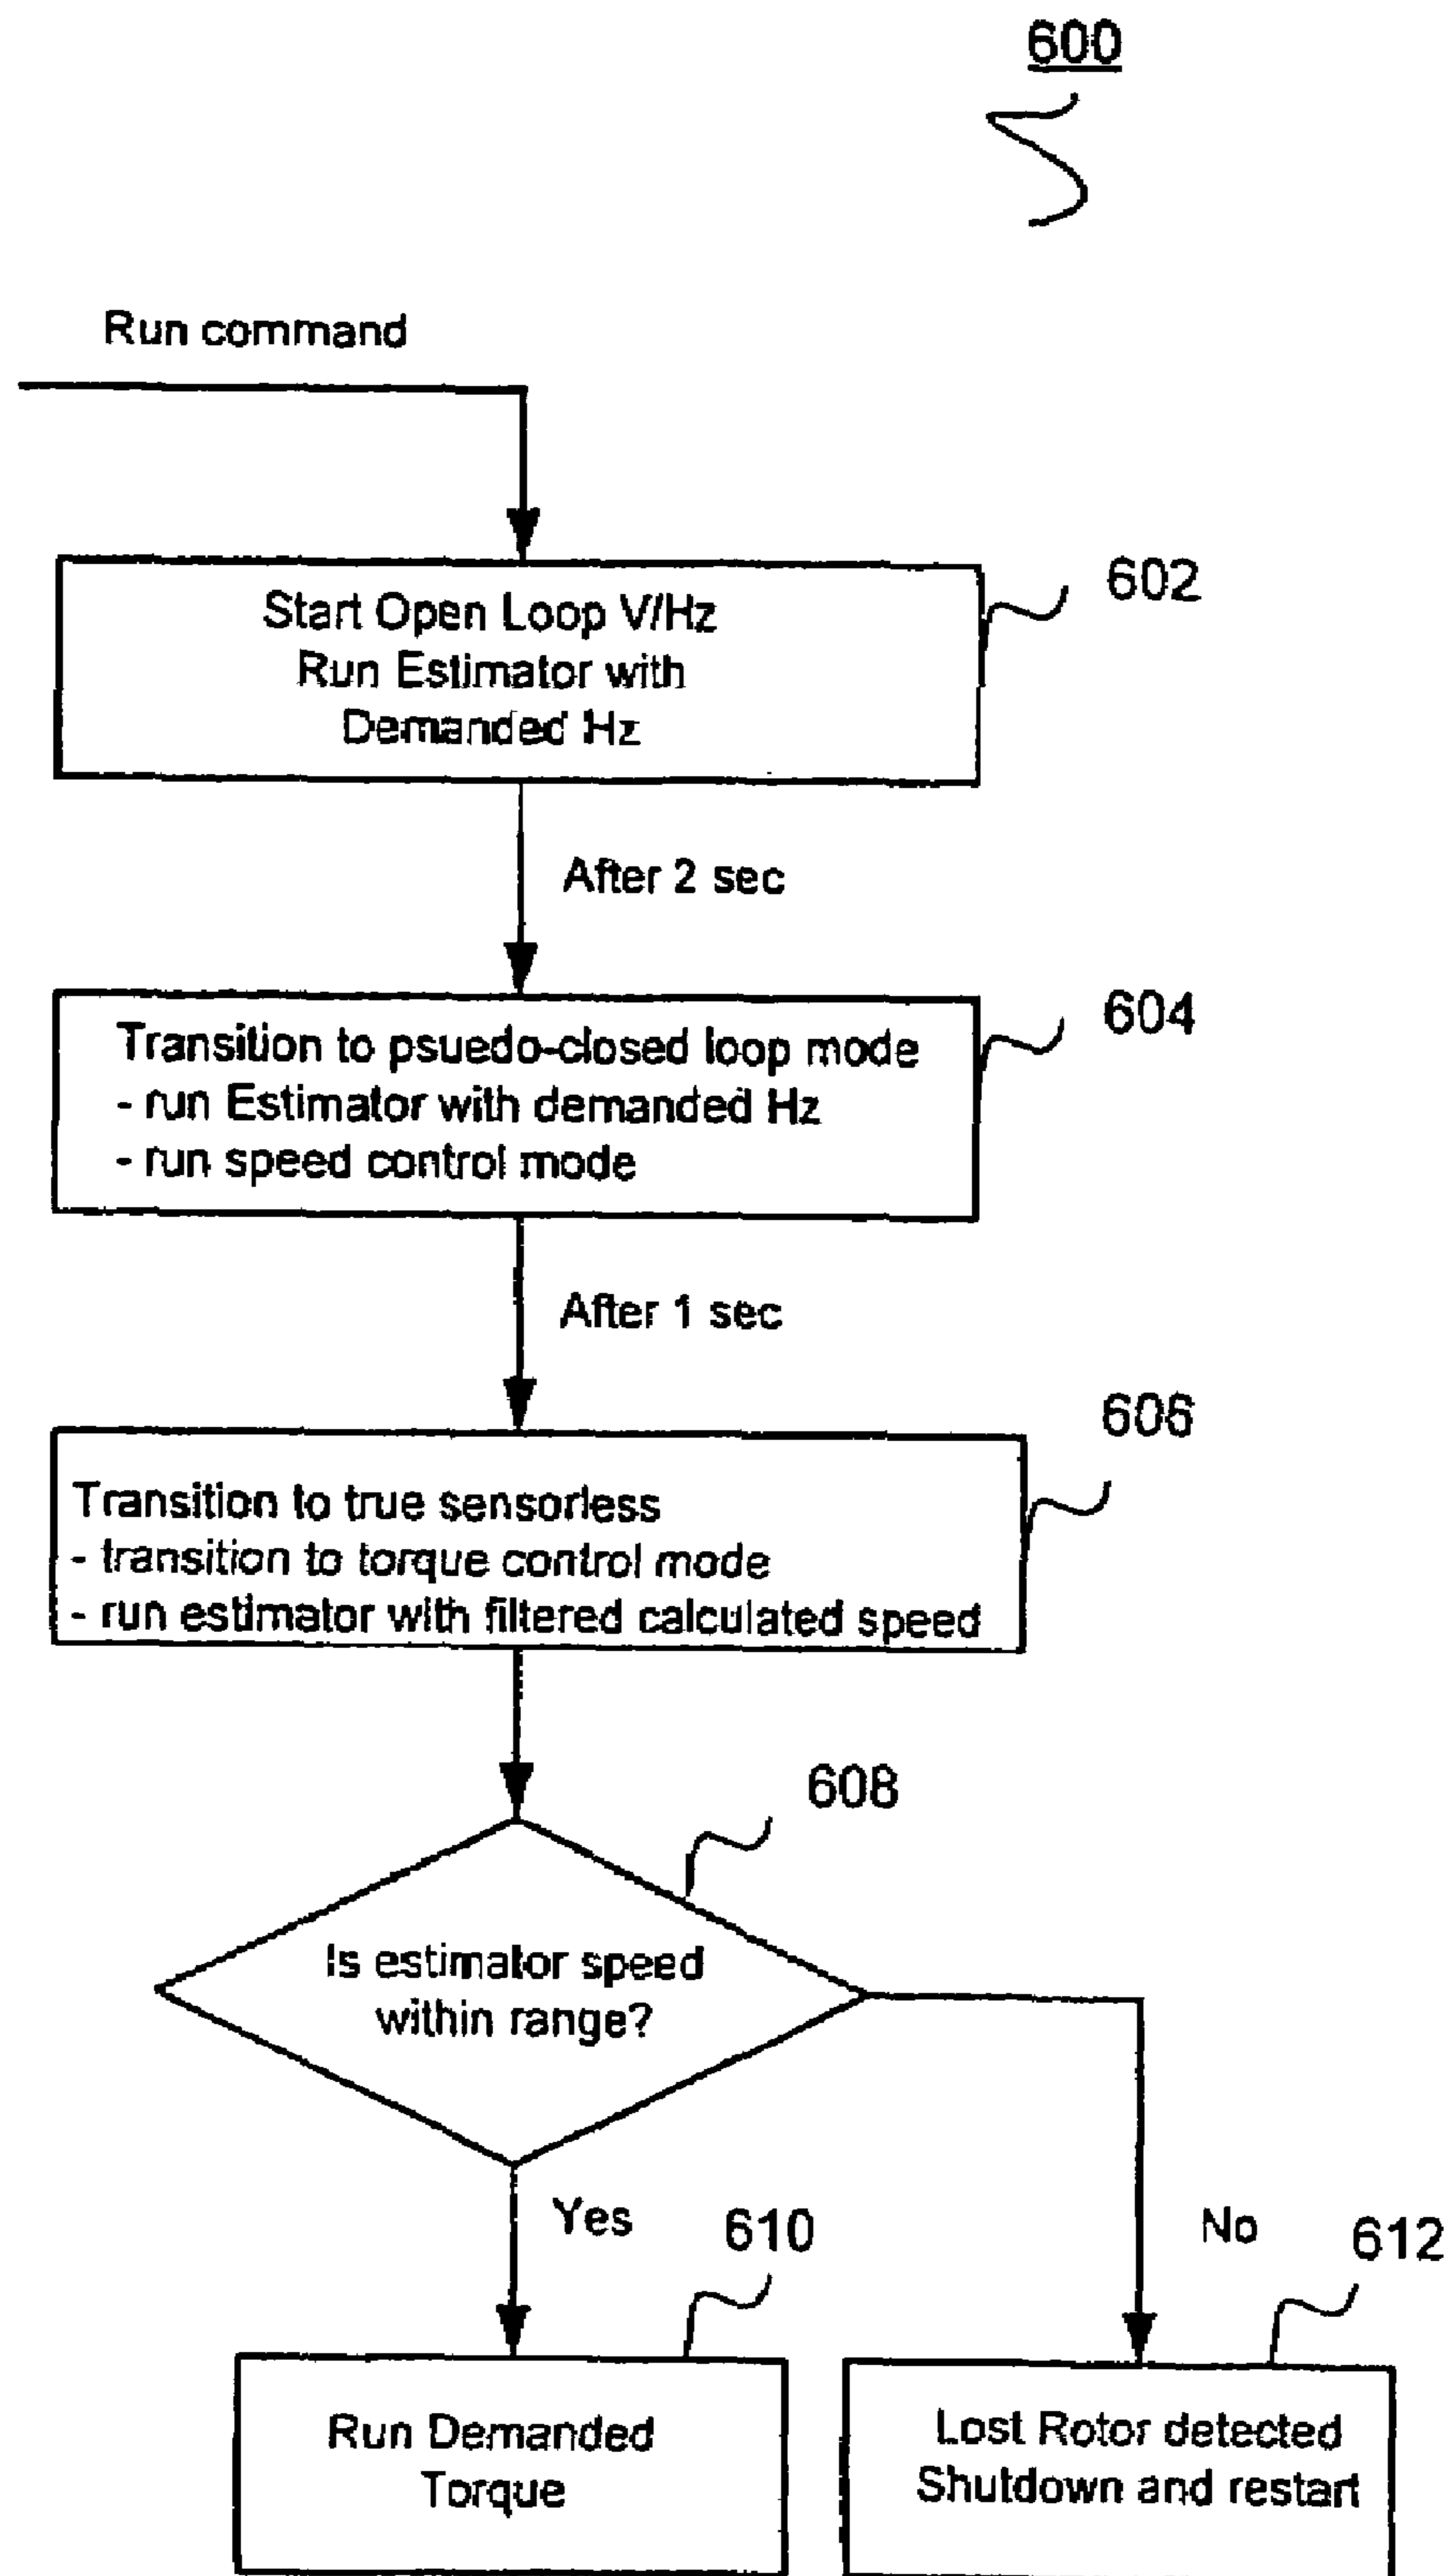 600
Run command
Start Open Loop V/Hz
Run Estimator with
Demanded Hz
602
After 2 sec
Transition to psuedo-closed loop mode
- run Estimator with demanded Hz
- run speed control mode
604
After 1 sec
606
Transition to true sensorless
- transition to torque control mode
- run estimator with filtered calculated speed
608
Is estimator speed
within range?
Yes
610
No
612
Run Demanded
Torque
Lost Rotor detected
Shutdown and restart